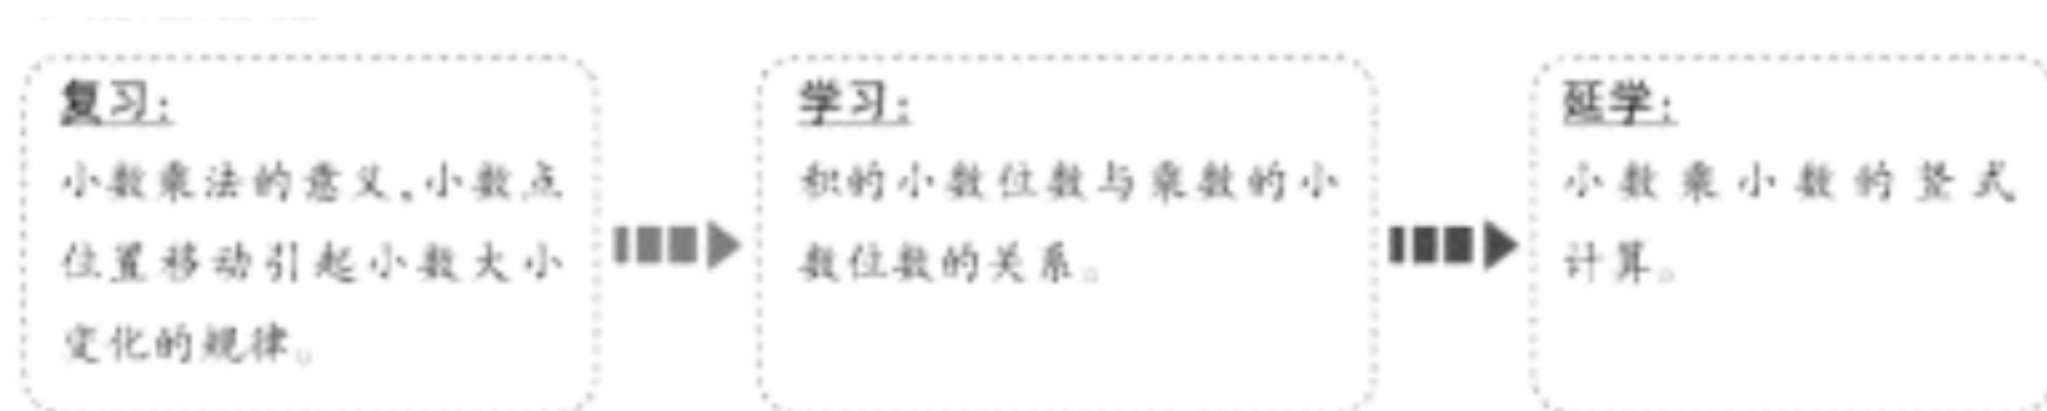 复习：
小数乘法的意义、小数点
位置移动引起小数大小
变化的规律。
学习：
积的小数位数与乘数的小
数位数的关系。
延学：
小数乘小数的竖式
计算。